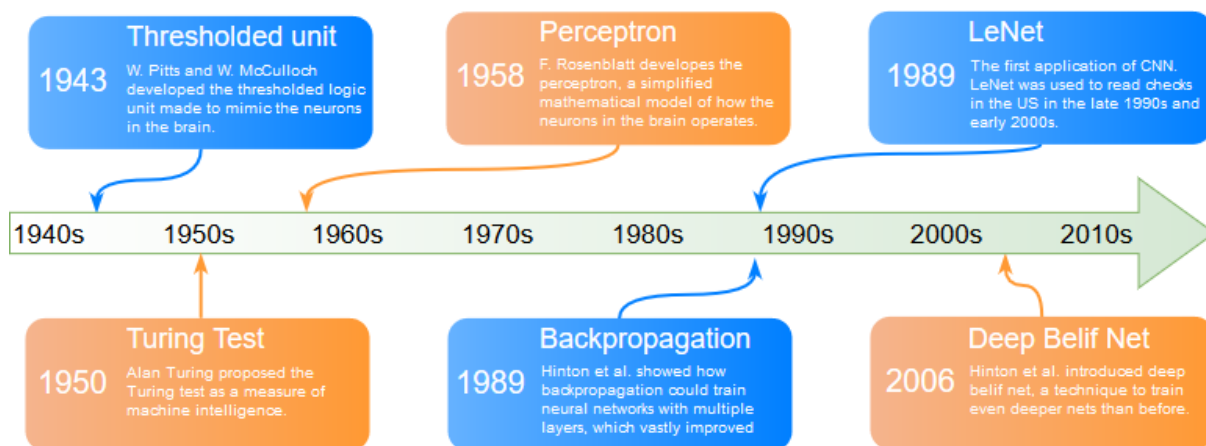 Thresholded unit
1943
W. Pitts and W. McCulloch
developed the thresholded logic
unit made to mimic the neurons
in the brain.
Perceptron
1958
F. Rosenblatt developes the
perceptron, a simplified
mathematical model of how the
neurons in the brain operates.
LeNet
1989
The first application of CNN.
LeNet was used to read checks
in the US in the late 1990s and
early 2000s.
1940s 1950s 1960s 1970s 1980s 1990s 2000s 2010s
Turing Test
1950
Alan Turing proposed the
Turing test as a measure of
machine intelligence.
Backpropagation
1989
Hinton et al. showed how
backpropagation could train
neural networks with multiple
layers, which vastly improved
Deep Belif Net
2006
Hinton et al. introduced deep
belif net, a technique to train
even deeper nets than before.